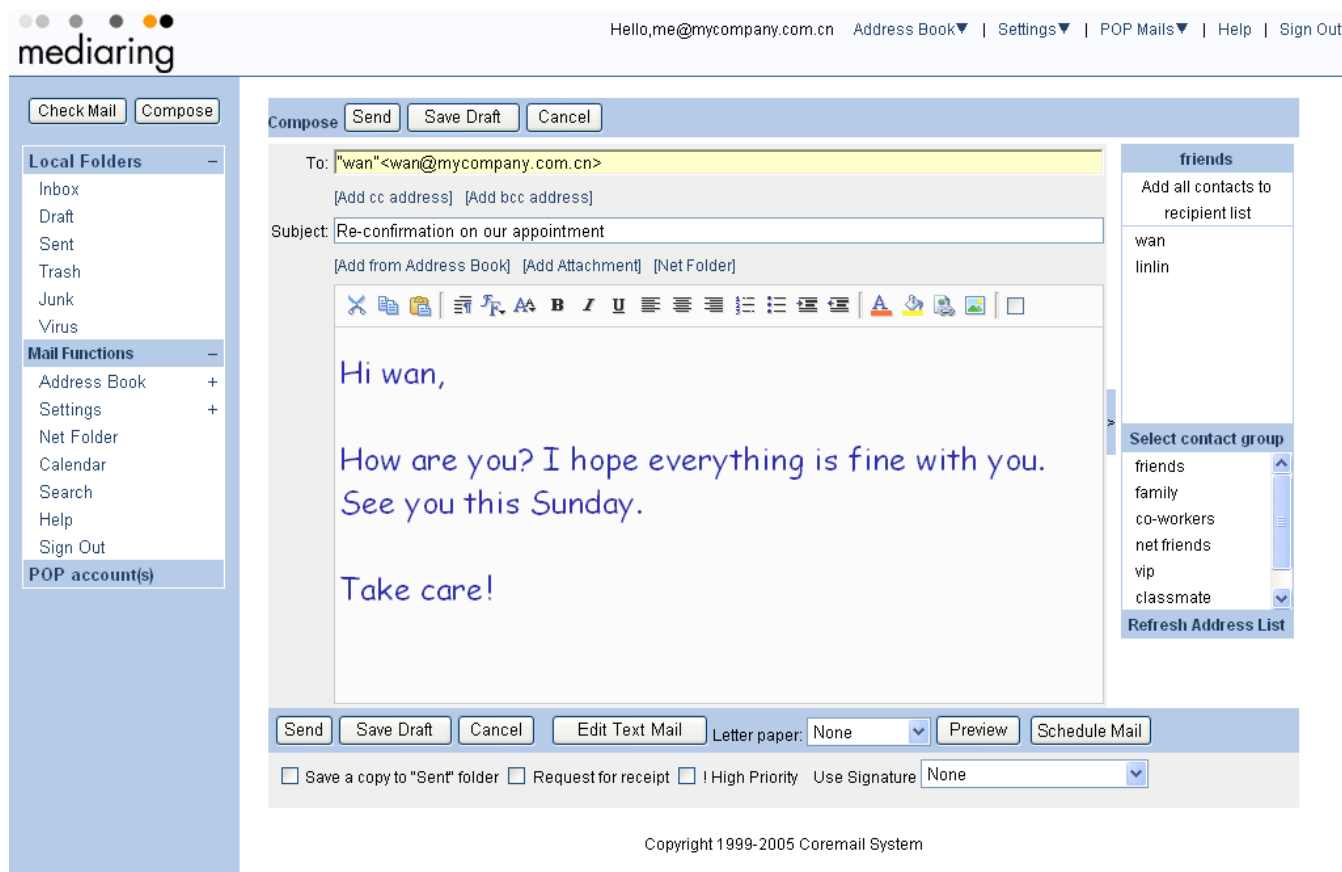 mediaring
Hello,me@mycompany.com.cn Address Book▼ | Settings▼ | POP Mails▼ | Help | Sign Out
Check Mail Compose
Local Folders –
Inbox
Draft
Sent
Trash
Junk
Virus
Mail Functions –
Address Book +
Settings +
Net Folder
Calendar
Search
Help
Sign Out
POP account(s)
Compose Send Save Draft Cancel
To: "wan"<wan@mycompany.com.cn>
[Add cc address] [Add bcc address]
Subject: Re-confirmation on our appointment
[Add from Address Book] [Add Attachment] [Net Folder]
B I U A
Hi wan,
How are you? I hope everything is fine with you.
See you this Sunday.
Take care!
friends
Add all contacts to
recipient list
wan
linlin
>
Select contact group
friends
family
co-workers
net friends
vip
classmate
Refresh Address List
Send Save Draft Cancel Edit Text Mail Letter paper: None Preview Schedule Mail
Save a copy to "Sent" folder Request for receipt ! High Priority Use Signature None
Copyright 1999-2005 Coremail System